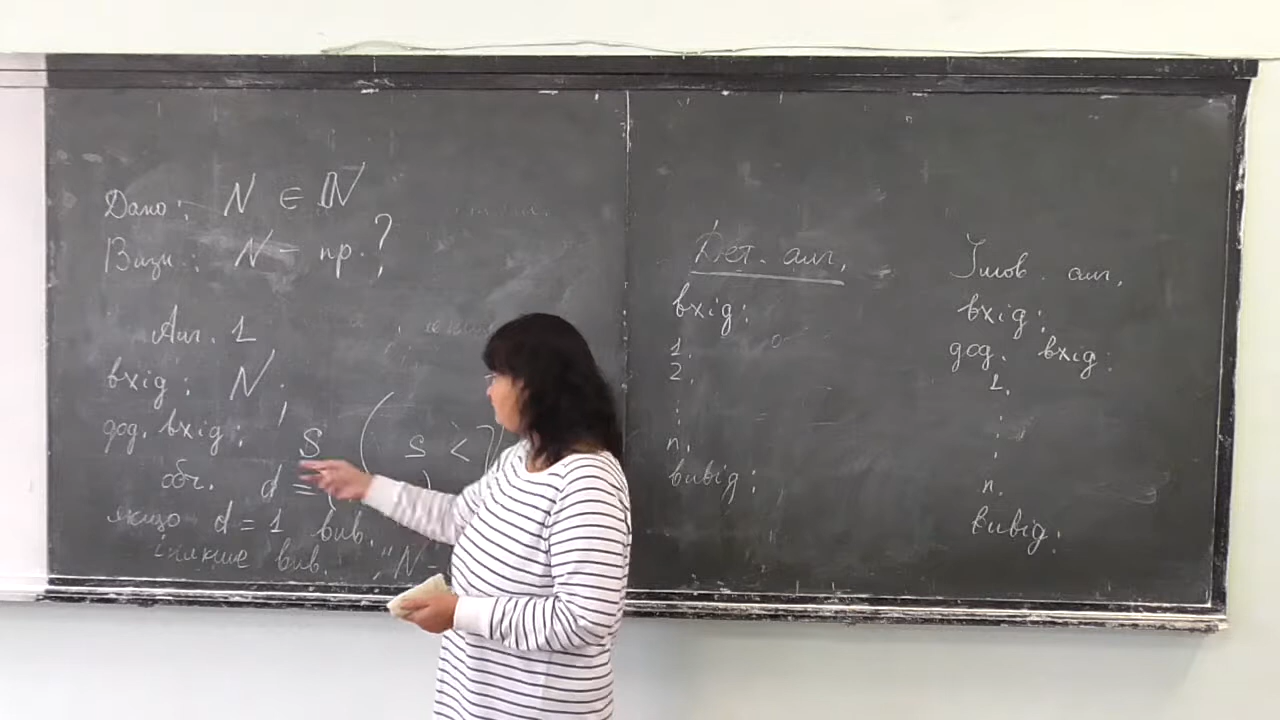 Дано: N ∈ ℕ
Визн.: N – пр.?
Алг. 1
вхід: N;
дод. вхід: S ( S <
обч. d =
якщо d = 1 вив.
інакше вив. „N –
Дет. алг.
вхід:
1.
2.
⋮
n.
вивід:
Імов. алг.
вхід:
дод. вхід:
1.
⋮
n.
вивід: